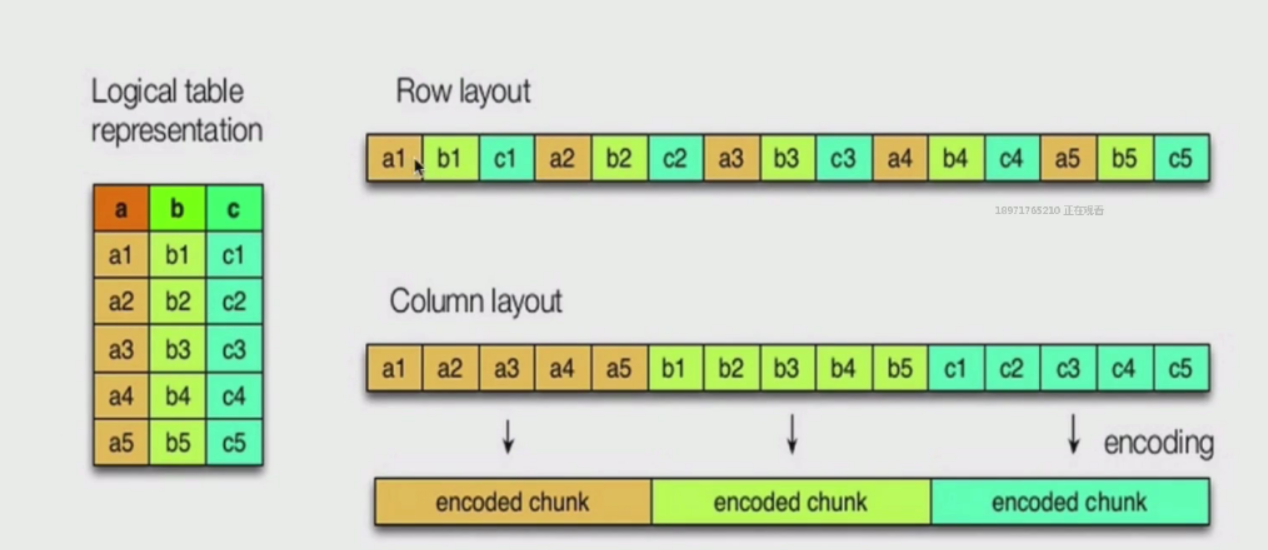 Logical table
representation
a b c
a1 b1 c1
a2 b2 c2
a3 b3 c3
a4 b4 c4
a5 b5 c5
Row layout
a1 b1 c1 a2 b2 c2 a3 b3 c3 a4 b4 c4 a5 b5 c5
18971765210 正在观看
Column layout
a1 a2 a3 a4 a5 b1 b2 b3 b4 b5 c1 c2 c3 c4 c5
encoding
encoded chunk encoded chunk encoded chunk